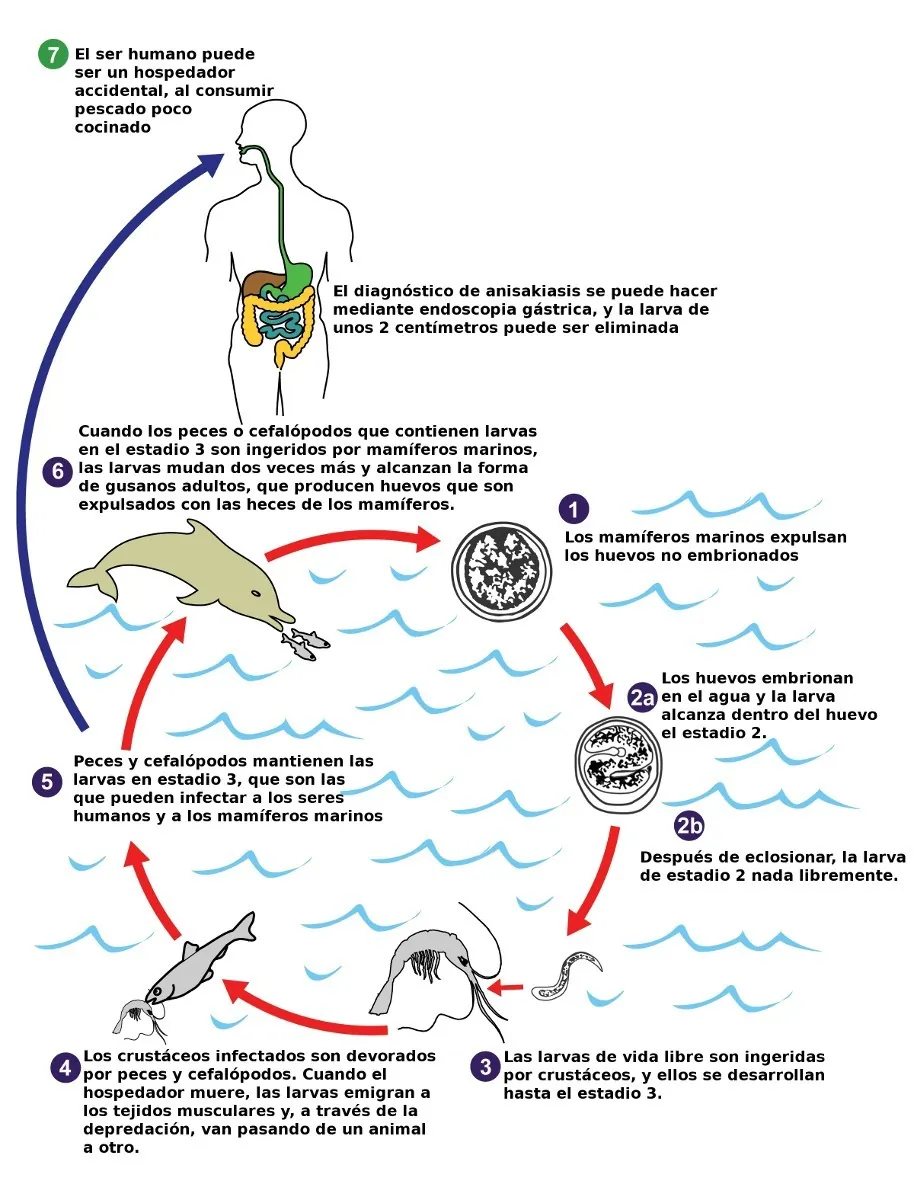 7
El ser humano puede
ser un hospedador
accidental, al consumir
pescado poco
cocinado
El diagnóstico de anisakiasis se puede hacer
mediante endoscopia gástrica, y la larva de
unos 2 centímetros puede ser eliminada
6
Cuando los peces o cefalópodos que contienen larvas
en el estadio 3 son ingeridos por mamíferos marinos,
las larvas mudan dos veces más y alcanzan la forma
de gusanos adultos, que producen huevos que son
expulsados con las heces de los mamíferos.
1
Los mamíferos marinos expulsan
los huevos no embrionados
2a
Los huevos embrionan
en el agua y la larva
alcanza dentro del huevo
el estadio 2.
5
Peces y cefalópodos mantienen las
larvas en estadio 3, que son las
que pueden infectar a los seres
humanos y a los mamíferos marinos
2b
Después de eclosionar, la larva
de estadio 2 nada libremente.
4
Los crustáceos infectados son devorados
por peces y cefalópodos. Cuando el
hospedador muere, las larvas emigran a
los tejidos musculares y, a través de la
depredación, van pasando de un animal
a otro.
3
Las larvas de vida libre son ingeridas
por crustáceos, y ellos se desarrollan
hasta el estadio 3.